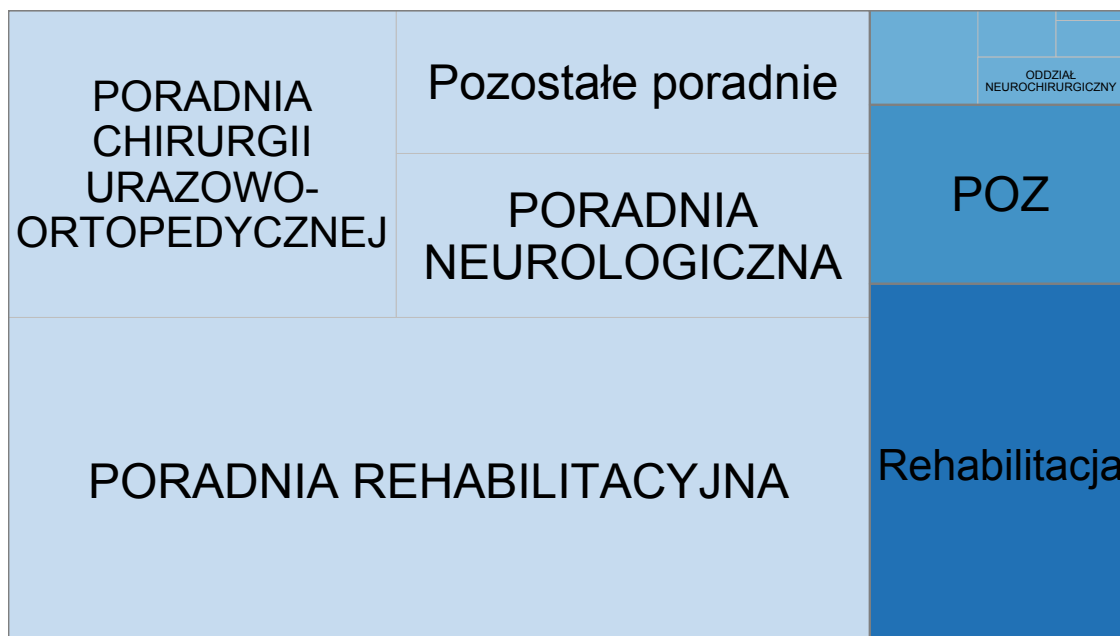 PORADNIA
CHIRURGII
URAZOWO-
ORTOPEDYCZNEJ
Pozostałe poradnie
PORADNIA
NEUROLOGICZNA
PORADNIA REHABILITACYJNA
ODDZIAŁ
NEUROCHIRURGICZNY
POZ
Rehabilitacja